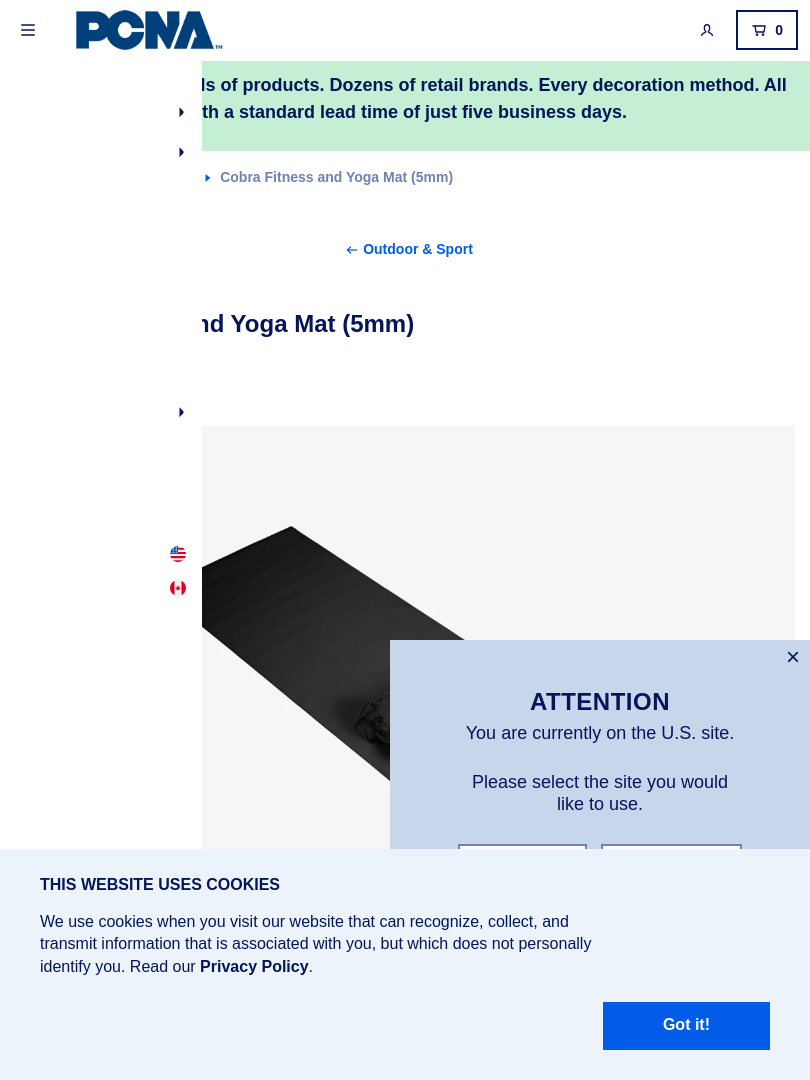 PCNA
TM
0
of products. Dozens of retail brands. Every decoration method. All
a standard lead time of just five business days.
Cobra Fitness and Yoga Mat (5mm)
← Outdoor & Sport
Yoga Mat (5mm)
ATTENTION
You are currently on the U.S. site.
Please select the site you would
like to use.
THIS WEBSITE USES COOKIES
We use cookies when you visit our website that can recognize, collect, and
transmit information that is associated with you, but which does not personally
identify you. Read our Privacy Policy.
Got it!